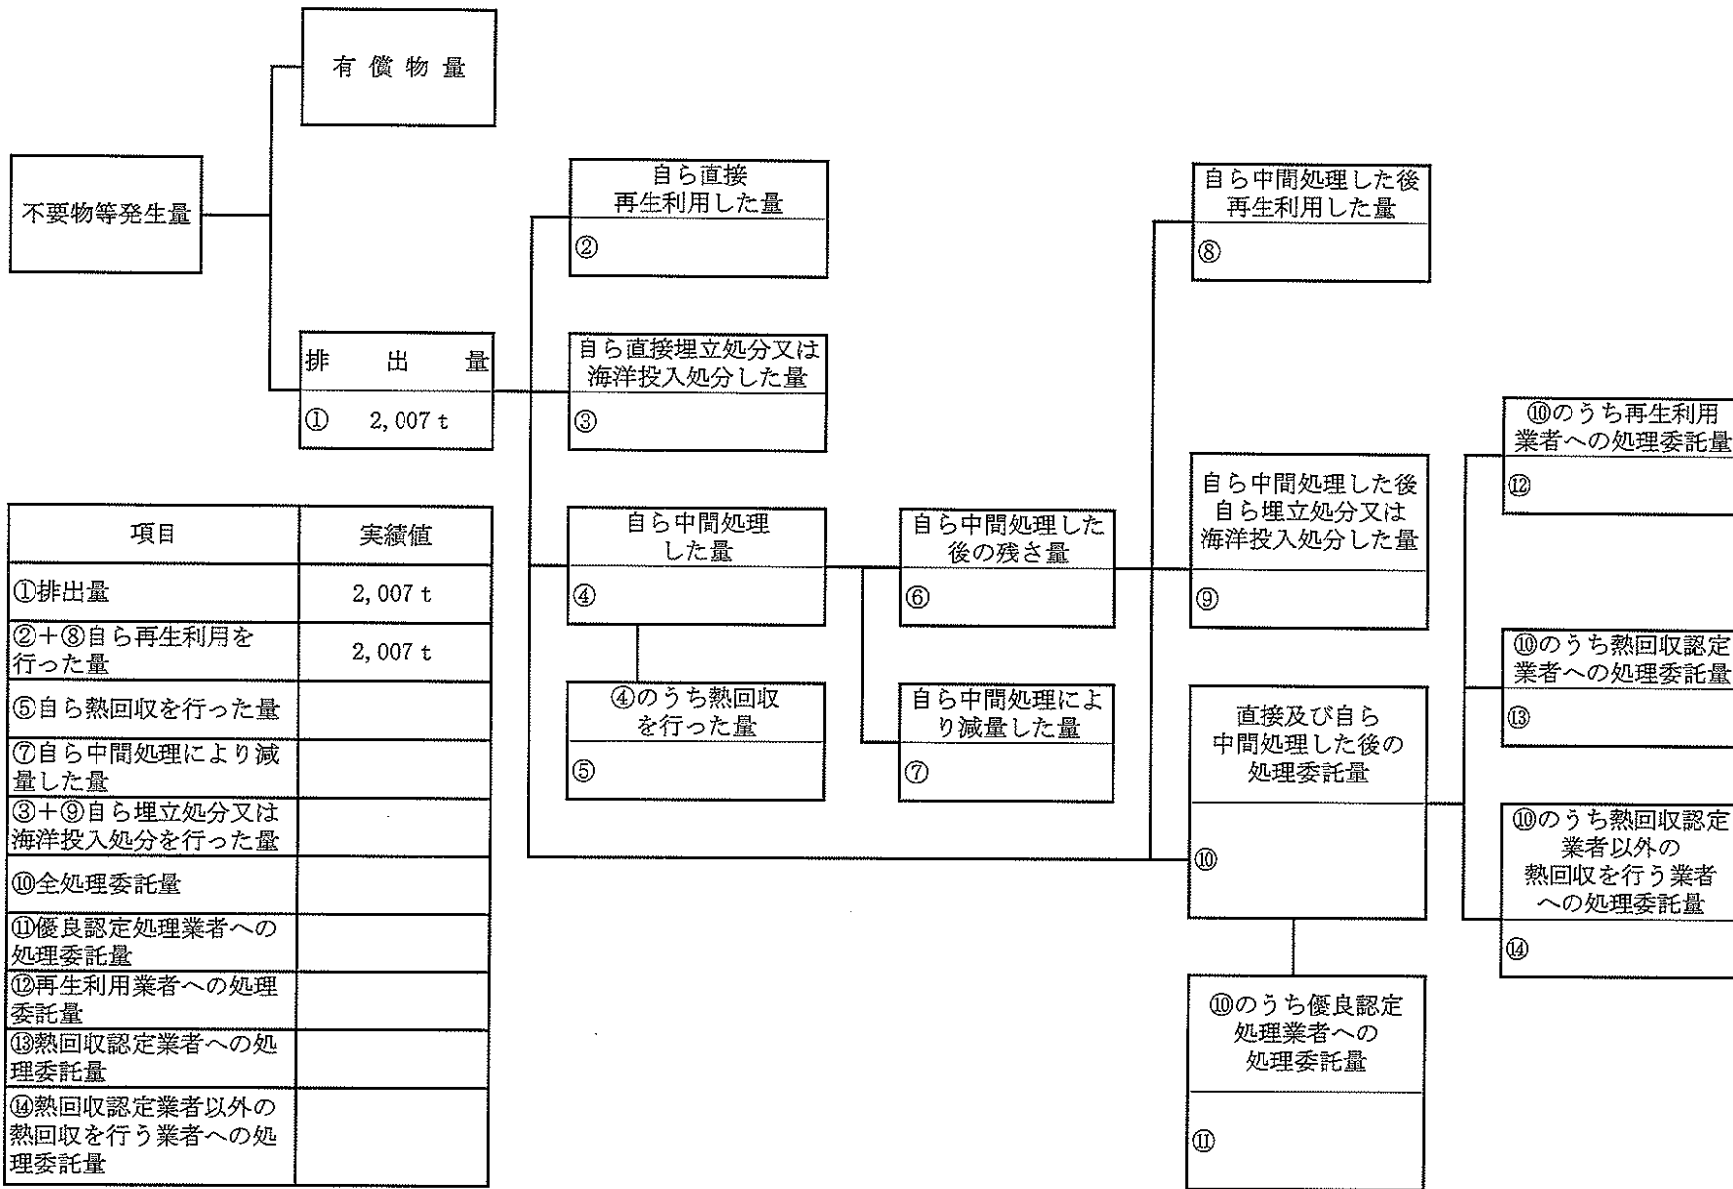 有償物量
不要物等発生量
排出量
① 2,007 t
自ら直接
再生利用した量
②
自ら直接埋立処分又は
海洋投入処分した量
③
自ら中間処理
した量
④
④のうち熱回収
を行った量
⑤
自ら中間処理した
後の残さ量
⑥
自ら中間処理によ
り減量した量
⑦
自ら中間処理した後
再生利用した量
⑧
自ら中間処理した後
自ら埋立処分又は
海洋投入処分した量
⑨
直接及び自ら
中間処理した後の
処理委託量
⑩
⑩のうち優良認定
処理業者への
処理委託量
⑪
⑩のうち再生利用
業者への処理委託量
⑫
⑩のうち熱回収認定
業者への処理委託量
⑬
⑩のうち熱回収認定
業者以外の
熱回収を行う業者
への処理委託量
⑭
項目 実績値
①排出量 2,007 t
②+⑧自ら再生利用を
行った量 2,007 t
⑤自ら熱回収を行った量
⑦自ら中間処理により減
量した量
③+⑨自ら埋立処分又は
海洋投入処分を行った量
⑩全処理委託量
⑪優良認定処理業者への
処理委託量
⑫再生利用業者への処理
委託量
⑬熱回収認定業者への処
理委託量
⑭熱回収認定業者以外の
熱回収を行う業者への処
理委託量